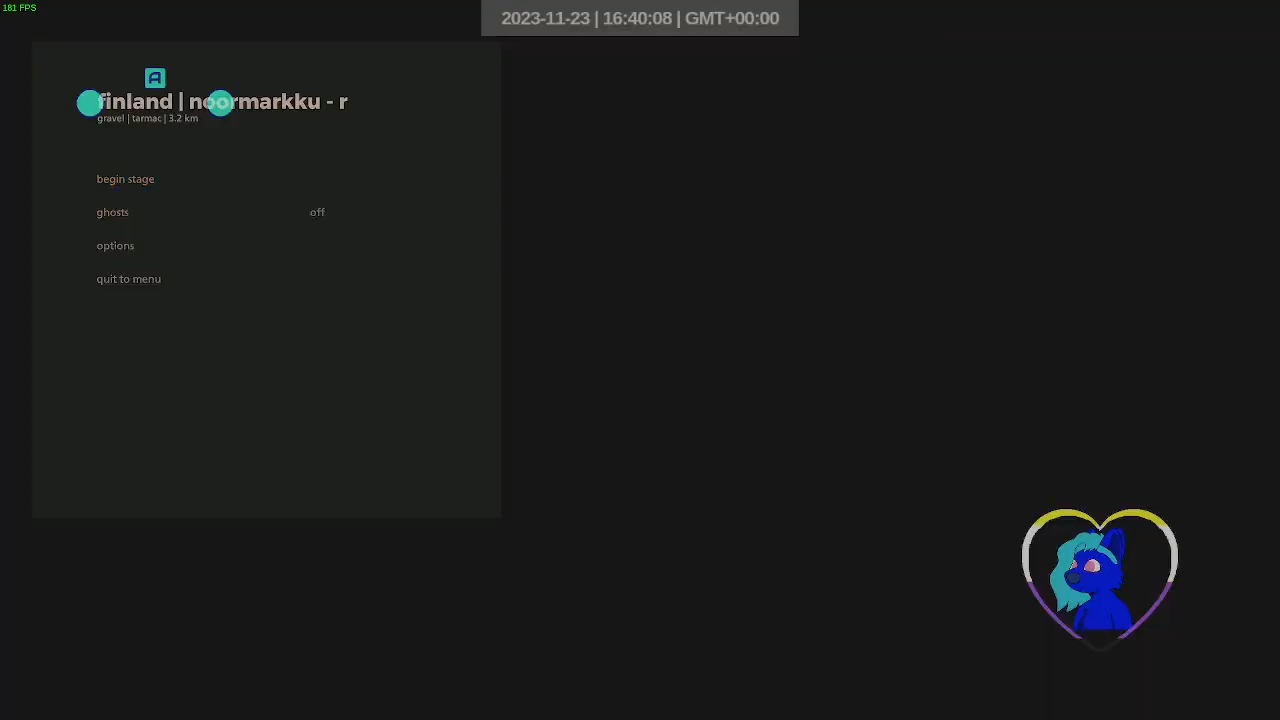 181 FPS
2023-11-23 | 16:40:08 | GMT+00:00
A
finland | noormarkku - r
gravel | tarmac | 3.2 km
begin stage
ghosts off
options
quit to menu